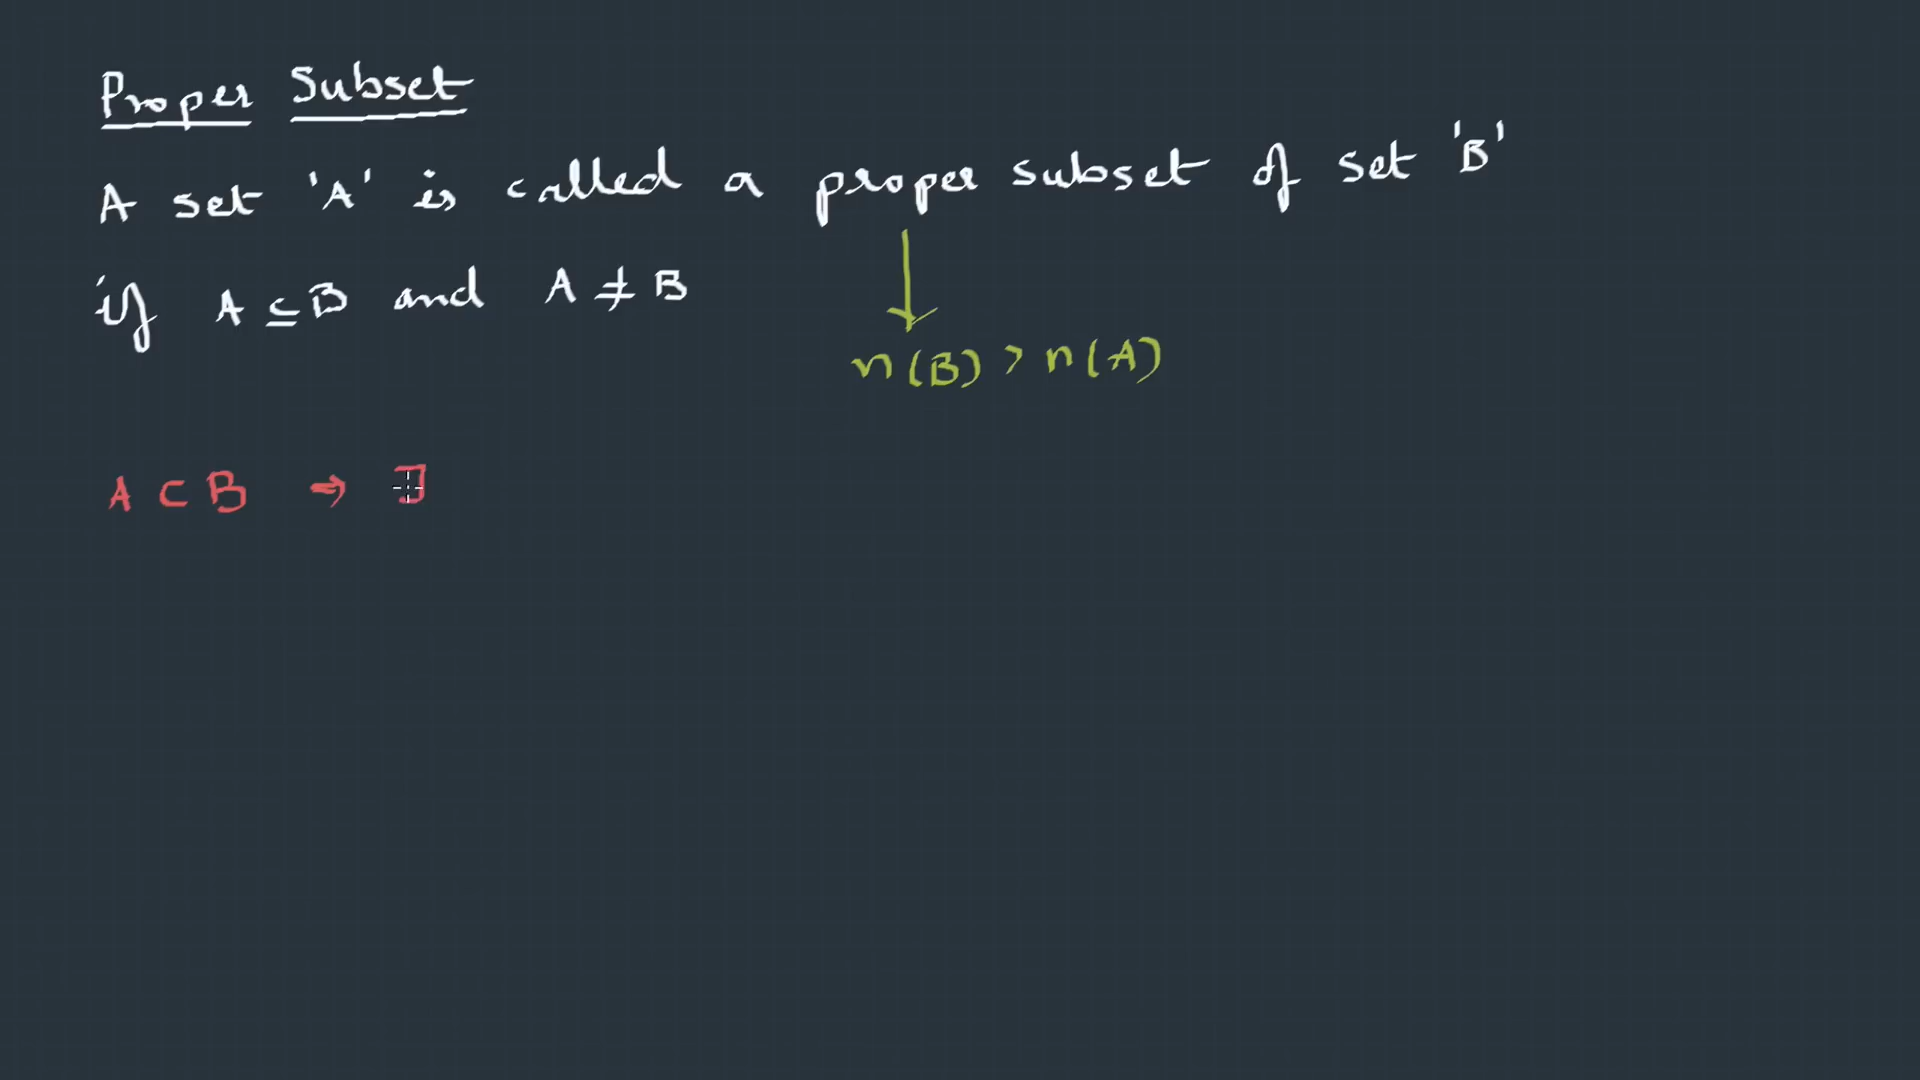 Proper Subset
A set 'A' is called a proper subset of set 'B'
if A ⊆ B and A ≠ B
n(B) > n(A)
A ⊂ B ⇒ ∃